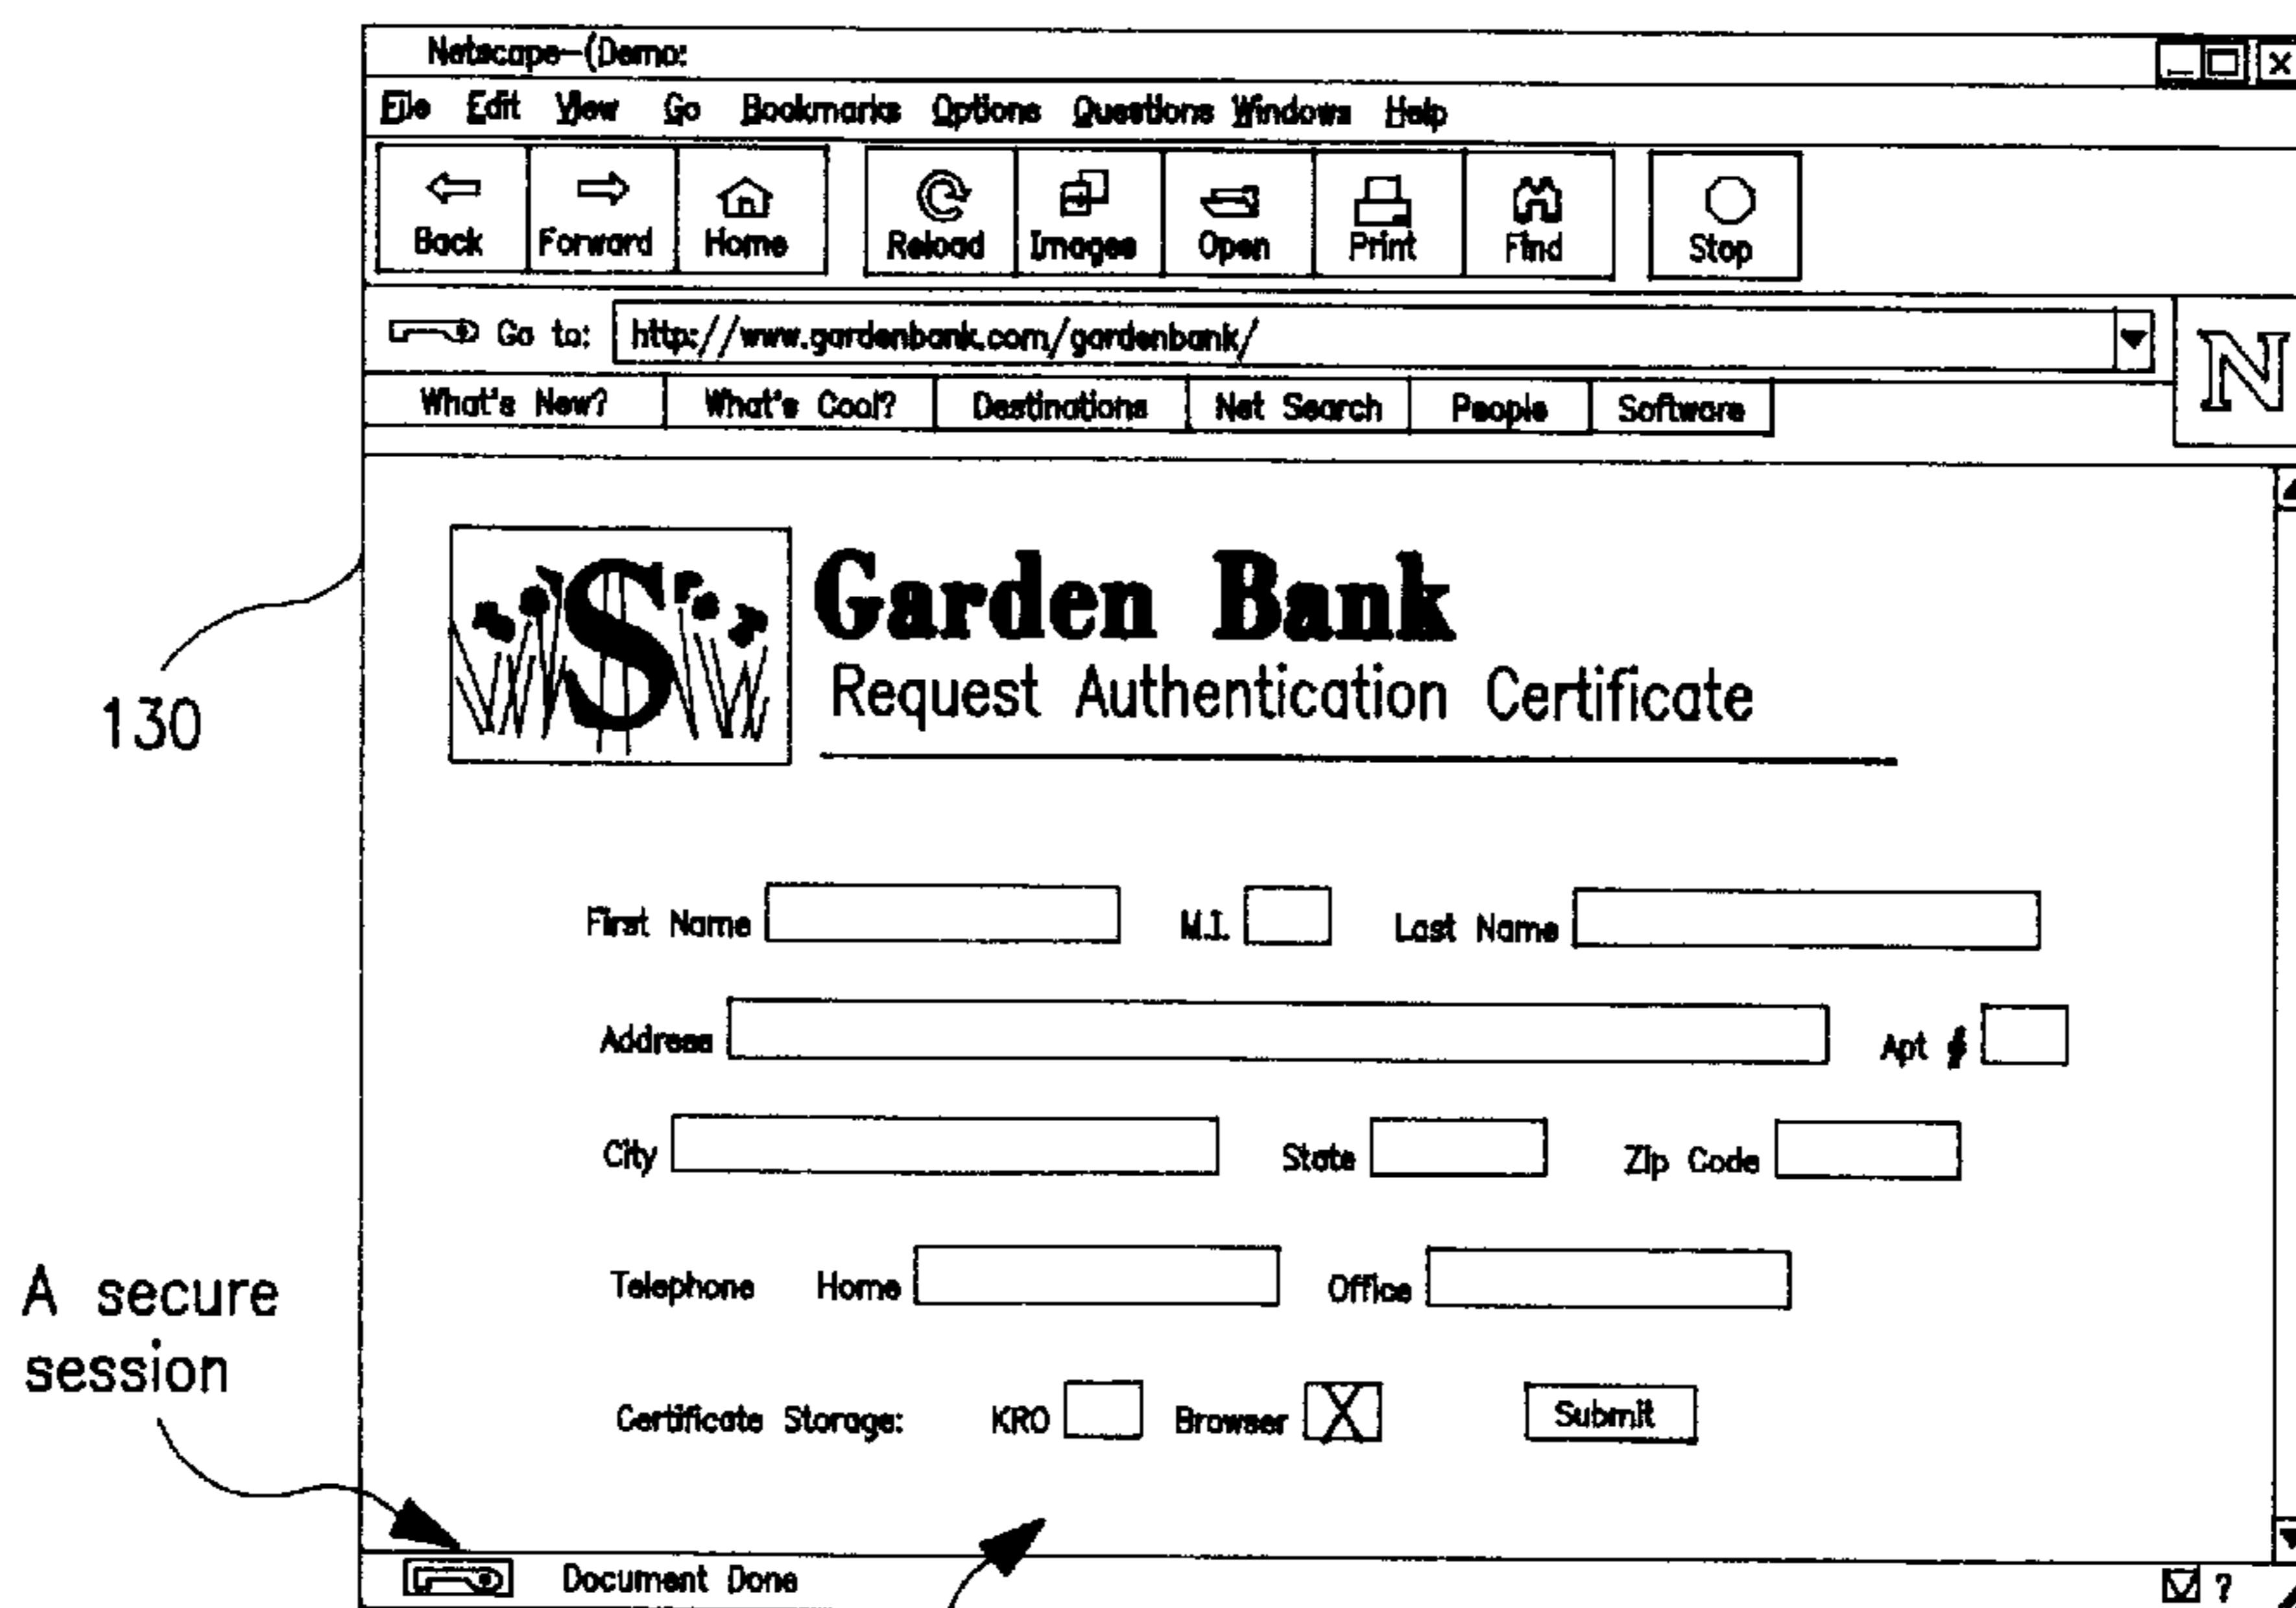 Netscape-(Demo:
File Edit View Go Bookmarks Options Questions Windows Help
Back Forward Home Reload Images Open Print Find Stop
Go to: http://www.gardenbank.com/gardenbank/
N
What's New? What's Cool? Destinations Net Search People Software
$ Garden Bank
Request Authentication Certificate
130
First Name M.I. Last Name
Address Apt #
City State Zip Code
Telephone Home Office
A secure
session
Certificate Storage: KRO Browser X Submit
Document Done ?